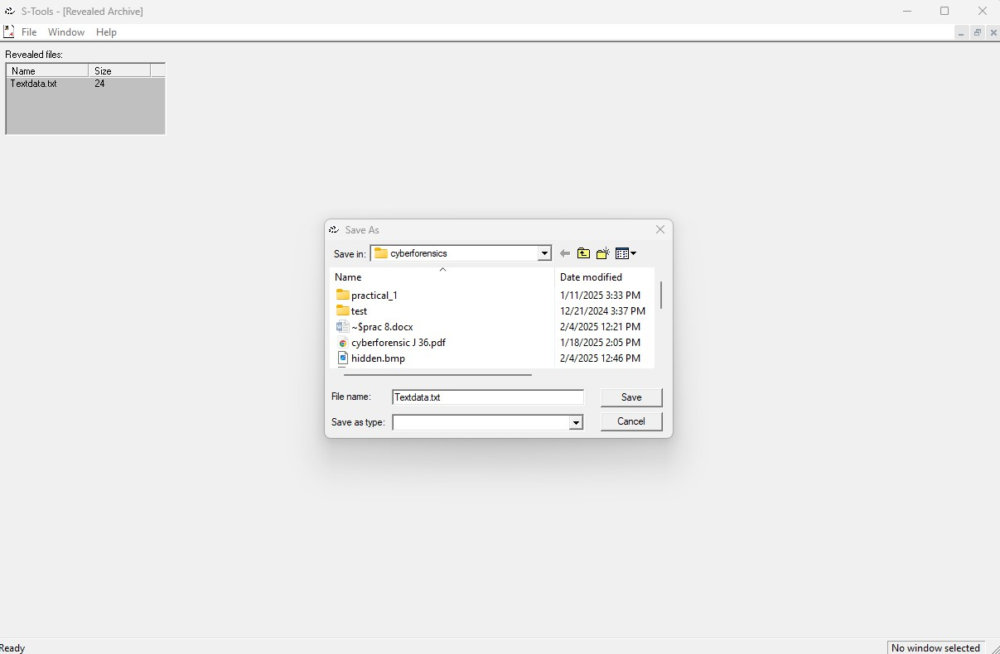 S-Tools - [Revealed Archive]
File Window Help
Revealed files:
Name Size
Textdata.txt 24
Save As
Save in: cyberforensics
Name Date modified
practical_1 1/11/2025 3:33 PM
test 12/21/2024 3:37 PM
~$prac 8.docx 2/4/2025 12:21 PM
cyberforensic J 36.pdf 1/18/2025 2:05 PM
hidden.bmp 2/4/2025 12:46 PM
File name: Textdata.txt Save
Save as type: Cancel
Ready No window selected